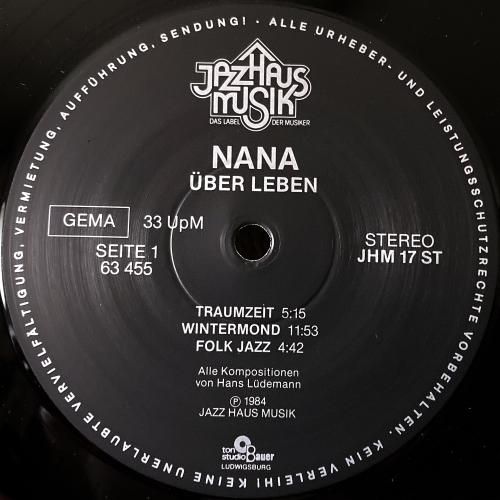 ALLE URHEBER- UND LEISTUNGSSCHUTZRECHTE VORBEHALTEN. KEIN VERLEIH! KEINE UNERLAUBTE VERVIELFÄLTIGUNG, VERMIETUNG, AUFFÜHRUNG, SENDUNG! ·
JAZZHAUS
MUSIK
DAS LABEL DER MUSIKER
NANA
ÜBER LEBEN
GEMA 33 UpM
SEITE 1
63 455
STEREO
JHM 17 ST
TRAUMZEIT 5:15
WINTERMOND 11:53
FOLK JAZZ 4:42
Alle Kompositionen
von Hans Lüdemann
Ⓟ 1984
JAZZ HAUS MUSIK
ton
studio Bauer
LUDWIGSBURG